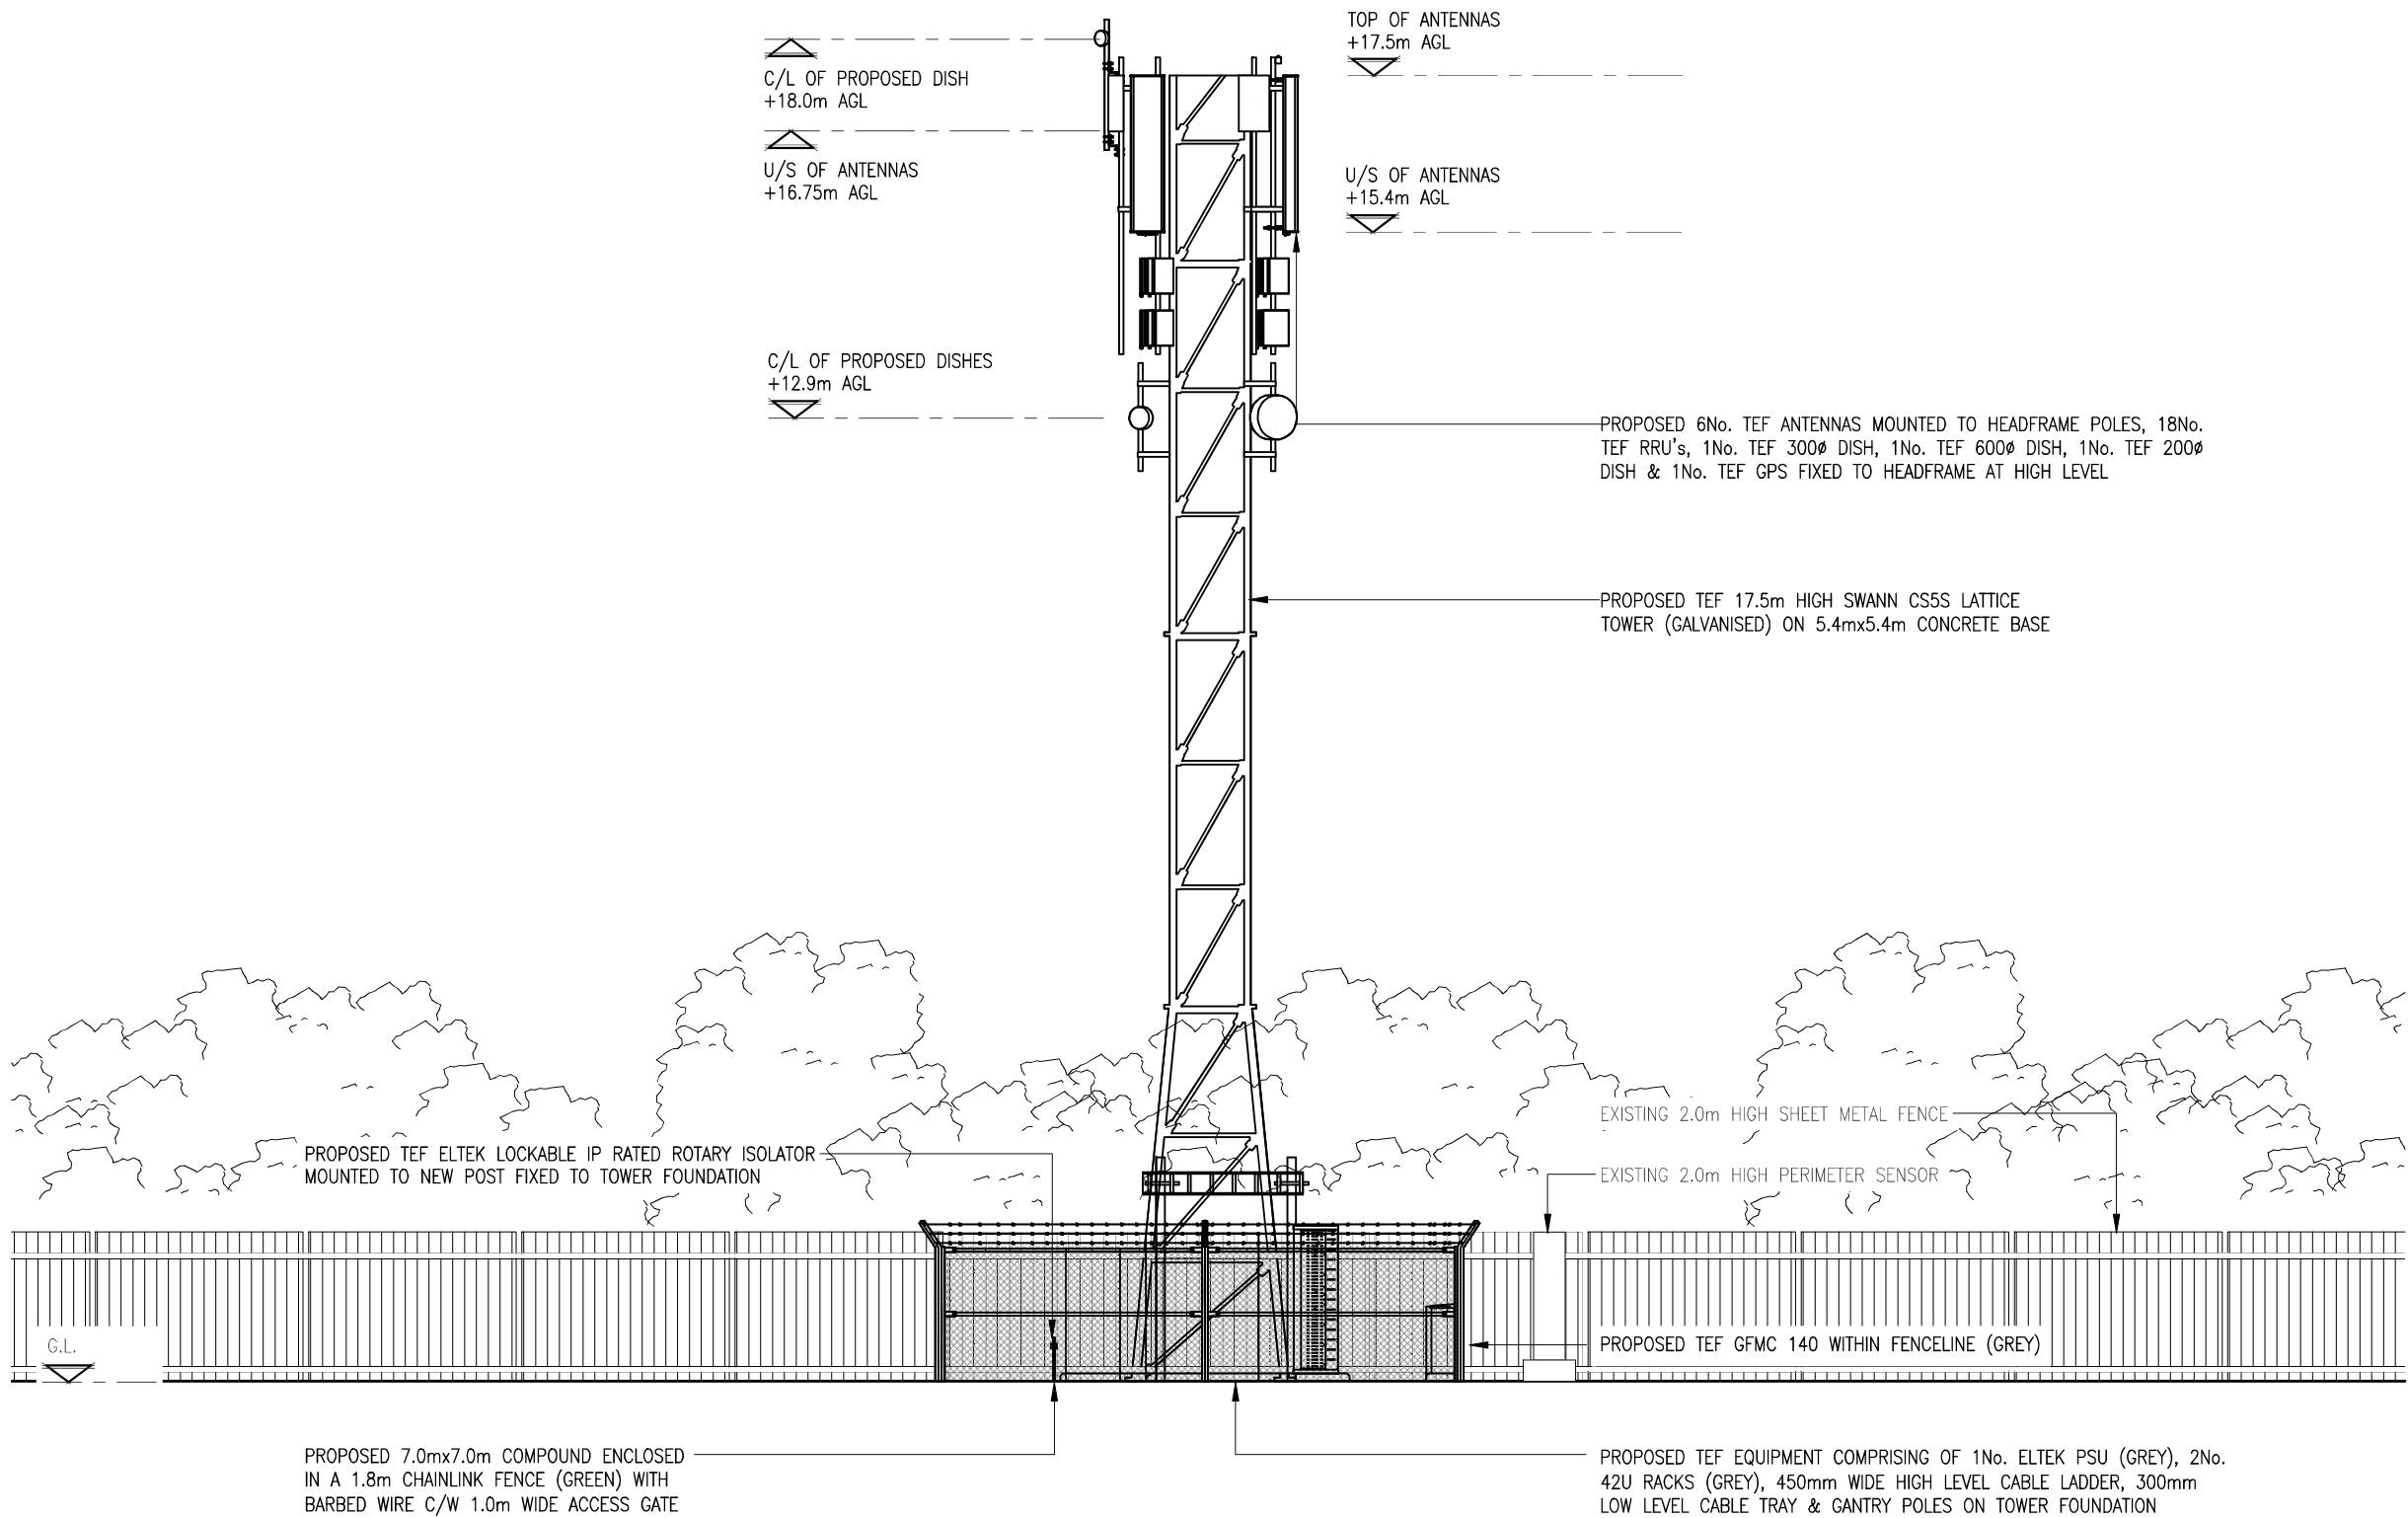 TOP OF ANTENNAS
+17.5m AGL
C/L OF PROPOSED DISH
+18.0m AGL
U/S OF ANTENNAS
+16.75m AGL
U/S OF ANTENNAS
+15.4m AGL
C/L OF PROPOSED DISHES
+12.9m AGL
PROPOSED 6No. TEF ANTENNAS MOUNTED TO HEADFRAME POLES, 18No.
TEF RRU's, 1No. TEF 300ø DISH, 1No. TEF 600ø DISH, 1No. TEF 200ø
DISH & 1No. TEF GPS FIXED TO HEADFRAME AT HIGH LEVEL
PROPOSED TEF 17.5m HIGH SWANN CS5S LATTICE
TOWER (GALVANISED) ON 5.4mx5.4m CONCRETE BASE
EXISTING 2.0m HIGH SHEET METAL FENCE
PROPOSED TEF ELTEK LOCKABLE IP RATED ROTARY ISOLATOR
MOUNTED TO NEW POST FIXED TO TOWER FOUNDATION
EXISTING 2.0m HIGH PERIMETER SENSOR
G.L.
PROPOSED TEF GFMC 140 WITHIN FENCELINE (GREY)
PROPOSED 7.0mx7.0m COMPOUND ENCLOSED
IN A 1.8m CHAINLINK FENCE (GREEN) WITH
BARBED WIRE C/W 1.0m WIDE ACCESS GATE
PROPOSED TEF EQUIPMENT COMPRISING OF 1No. ELTEK PSU (GREY), 2No.
42U RACKS (GREY), 450mm WIDE HIGH LEVEL CABLE LADDER, 300mm
LOW LEVEL CABLE TRAY & GANTRY POLES ON TOWER FOUNDATION